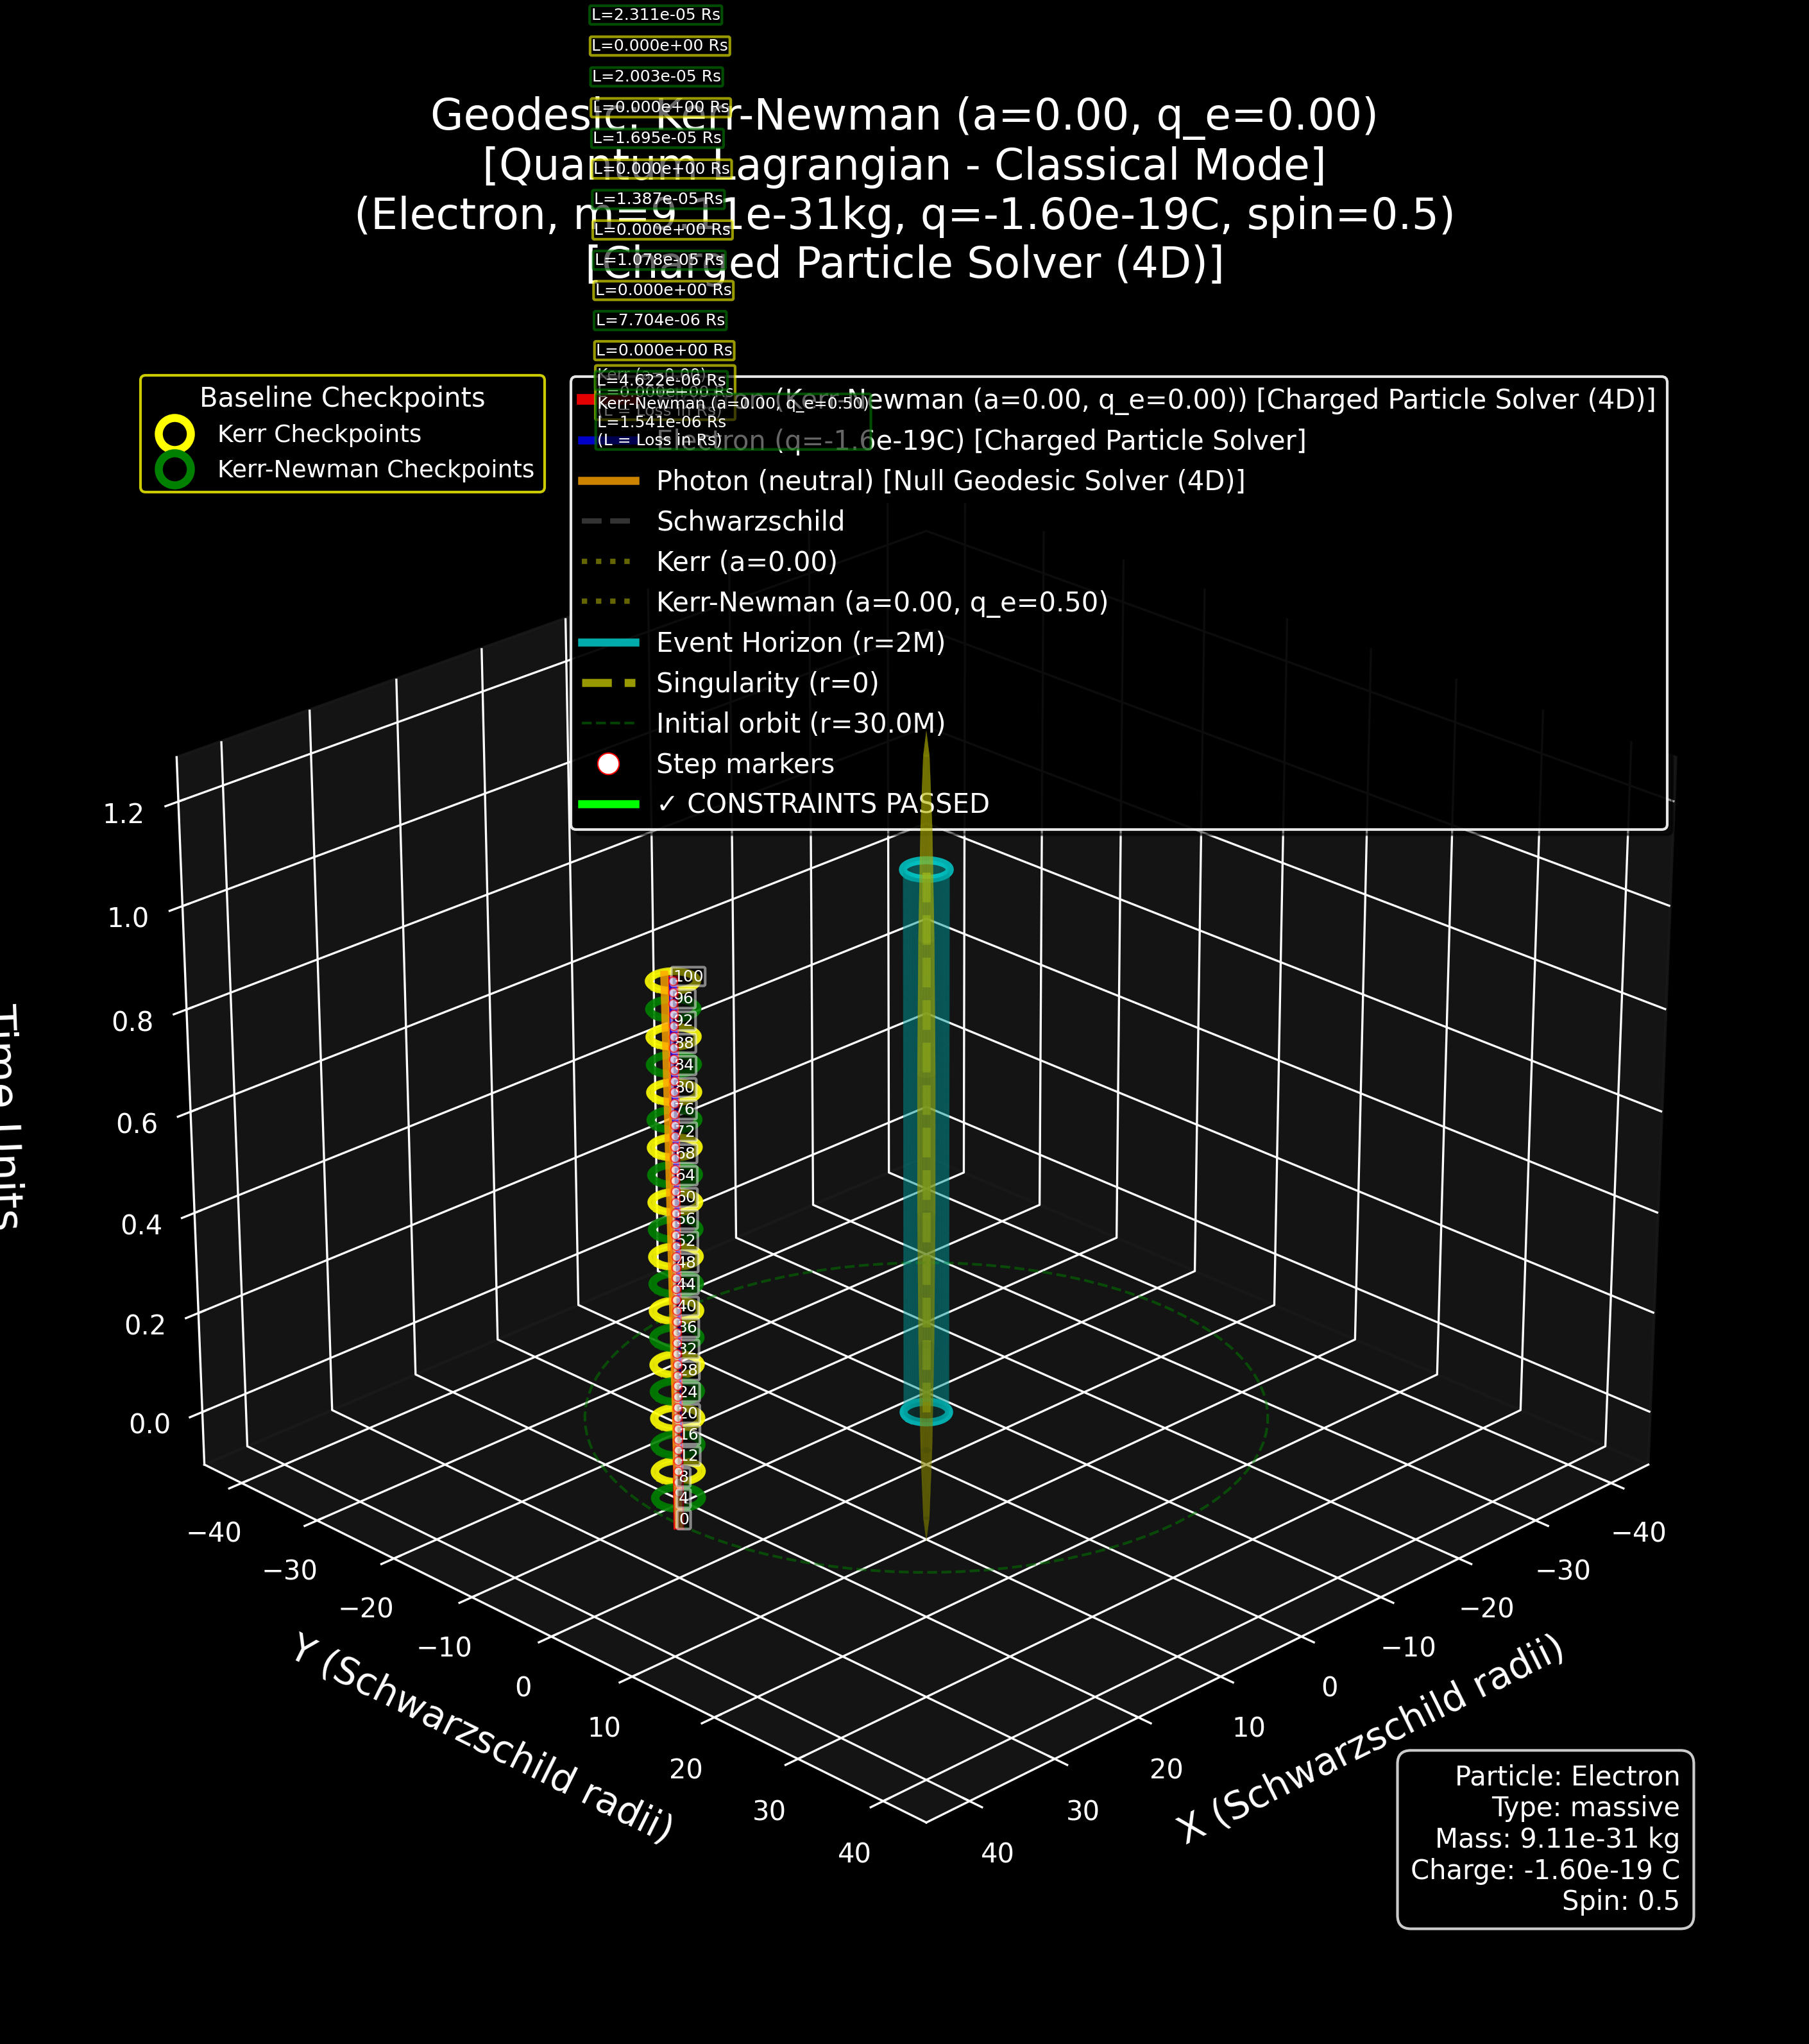 L=2.311e-05 Rs
L=0.000e+00 Rs
L=2.003e-05 Rs
L=0.000e+00 Rs
L=1.695e-05 Rs
L=0.000e+00 Rs
L=1.387e-05 Rs
L=0.000e+00 Rs
L=1.078e-05 Rs
L=0.000e+00 Rs
L=7.704e-06 Rs
L=0.000e+00 Rs
Geodesic: Kerr-Newman (a=0.00, q_e=0.00)
[Quantum Lagrangian - Classical Mode]
(Electron, m=9.11e-31kg, q=-1.60e-19C, spin=0.5)
[Charged Particle Solver (4D)]
Kerr (a=0.00)
L=0.000e+00 Rs
(L = Loss in Rs)
L=4.622e-06 Rs
Kerr-Newman (a=0.00, q_e=0.50)
L=1.541e-06 Rs
(L = Loss in Rs)
Baseline Checkpoints
Kerr Checkpoints
Kerr-Newman Checkpoints
(Kerr-Newman (a=0.00, q_e=0.00)) [Charged Particle Solver (4D)]
Electron (q=-1.6e-19C) [Charged Particle Solver]
Photon (neutral) [Null Geodesic Solver (4D)]
Schwarzschild
Kerr (a=0.00)
Kerr-Newman (a=0.00, q_e=0.50)
Event Horizon (r=2M)
Singularity (r=0)
Initial orbit (r=30.0M)
Step markers
✓ CONSTRAINTS PASSED
1.2
1.0
0.8
0.6
0.4
0.2
0.0
Time Units
100
96
92
88
84
80
76
72
68
64
60
56
52
48
44
40
36
32
28
24
20
16
12
8
4
0
−40
−30
−20
−10
0
10
20
30
40
Y (Schwarzschild radii)
−40
−30
−20
−10
0
10
20
30
40
X (Schwarzschild radii)
Particle: Electron
Type: massive
Mass: 9.11e-31 kg
Charge: -1.60e-19 C
Spin: 0.5